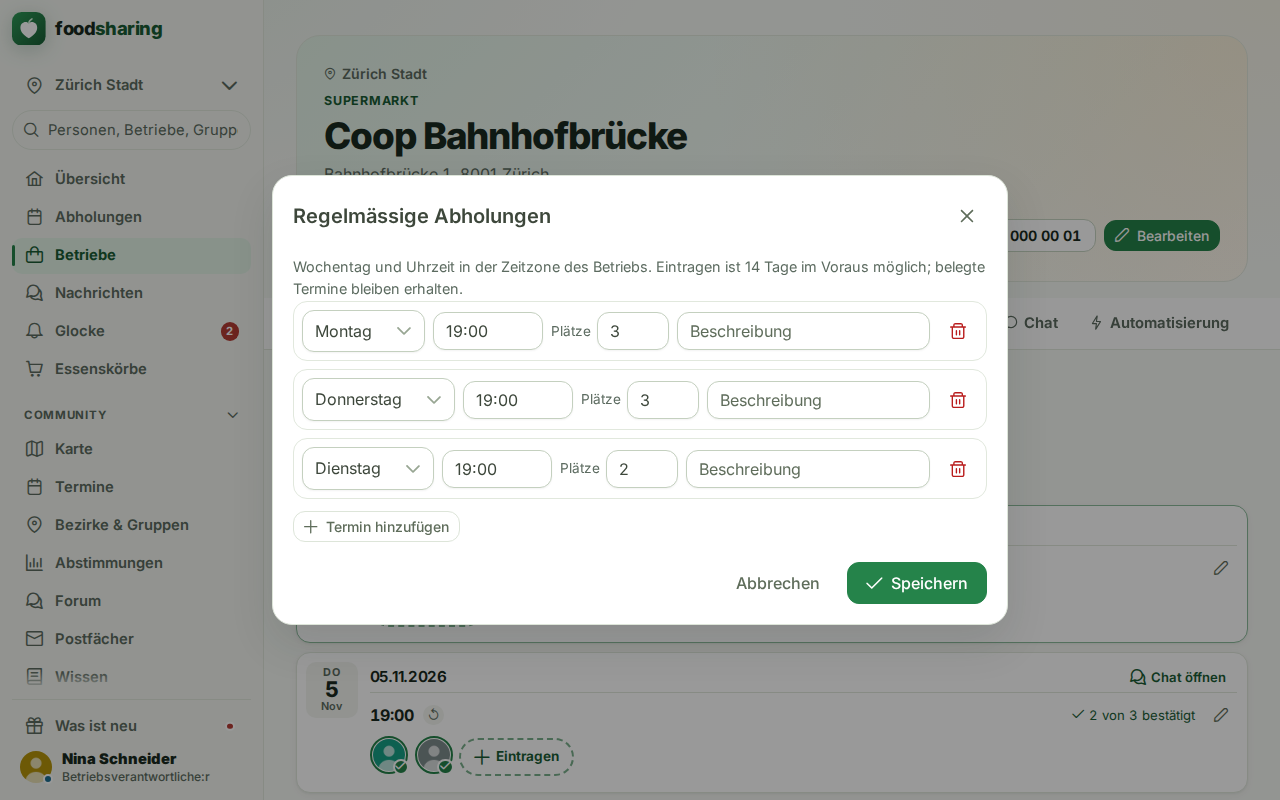 foodsharing
Zürich Stadt
Personen, Betriebe, Grupp
Übersicht
Abholungen
Betriebe
Nachrichten
Glocke 2
Essenskörbe
COMMUNITY
Karte
Termine
Bezirke & Gruppen
Abstimmungen
Forum
Postfächer
Wissen
Was ist neu
Nina Schneider
Betriebsverantwortliche:r
Zürich Stadt
SUPERMARKT
Coop Bahnhofbrücke
Bahnhofbrücke 1, 8001 Zürich
000 00 01
Bearbeiten
Chat
Automatisierung
Regelmässige Abholungen
Wochentag und Uhrzeit in der Zeitzone des Betriebs. Eintragen ist 14 Tage im Voraus möglich; belegte
Termine bleiben erhalten.
Montag 19:00 Plätze 3 Beschreibung
Donnerstag 19:00 Plätze 3 Beschreibung
Dienstag 19:00 Plätze 2 Beschreibung
Termin hinzufügen
Abbrechen
Speichern
DO
5
Nov
05.11.2026
Chat öffnen
19:00
2 von 3 bestätigt
Eintragen